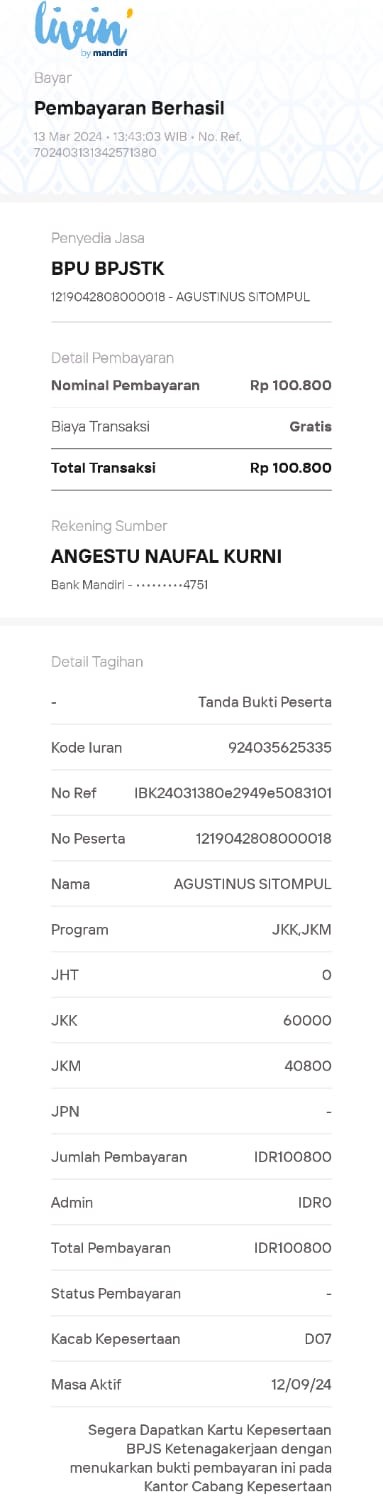 livin'
by mandiri
Bayar
Pembayaran Berhasil
13 Mar 2024 • 13:43:03 WIB • No. Ref.
702403131342571380
Penyedia Jasa
BPU BPJSTK
1219042808000018 - AGUSTINUS SITOMPUL
Detail Pembayaran
Nominal Pembayaran Rp 100.800
Biaya Transaksi Gratis
Total Transaksi Rp 100.800
Rekening Sumber
ANGESTU NAUFAL KURNI
Bank Mandiri - •••••••••4751
Detail Tagihan
- Tanda Bukti Peserta
Kode Iuran 924035625335
No Ref IBK24031380e2949e5083101
No Peserta 1219042808000018
Nama AGUSTINUS SITOMPUL
Program JKK,JKM
JHT 0
JKK 60000
JKM 40800
JPN -
Jumlah Pembayaran IDR100800
Admin IDR0
Total Pembayaran IDR100800
Status Pembayaran -
Kacab Kepesertaan D07
Masa Aktif 12/09/24
Segera Dapatkan Kartu Kepesertaan
BPJS Ketenagakerjaan dengan
menukarkan bukti pembayaran ini pada
Kantor Cabang Kepesertaan